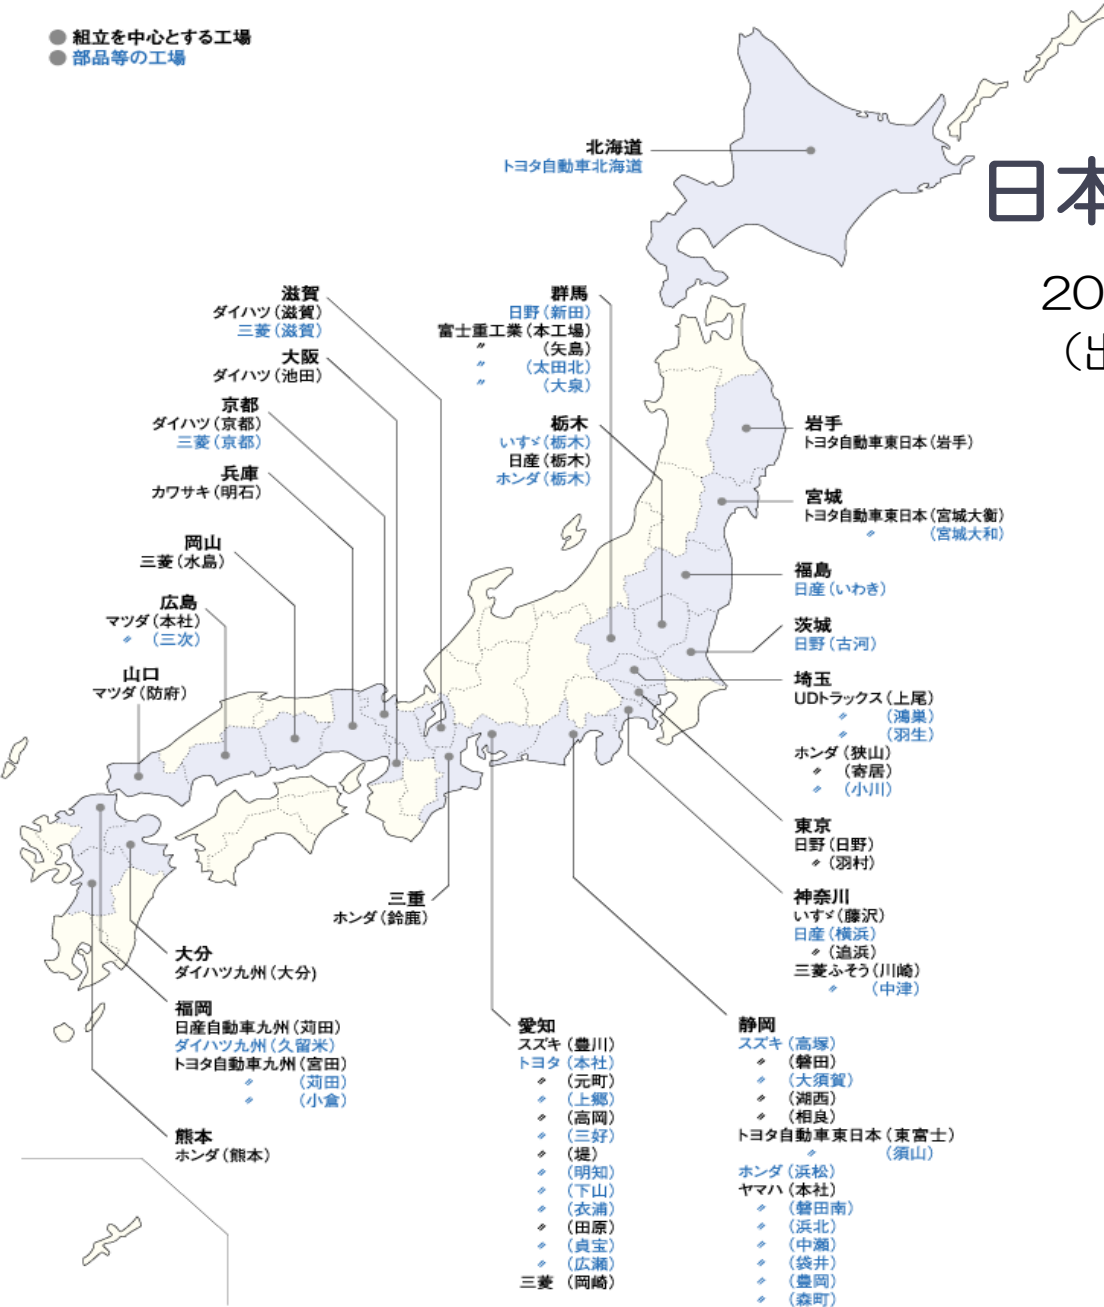 組立を中心とする工場
部品等の工場
日本
20
（出
北海道
トヨタ自動車北海道
滋賀
ダイハツ（滋賀）
三菱（滋賀）
大阪
ダイハツ（池田）
京都
ダイハツ（京都）
三菱（京都）
兵庫
カワサキ（明石）
岡山
三菱（水島）
広島
マツダ（本社）
〃（三次）
山口
マツダ（防府）
群馬
日野（新田）
富士重工業（本工場）
〃（矢島）
〃（太田北）
〃（大泉）
栃木
いすゞ（栃木）
日産（栃木）
ホンダ（栃木）
岩手
トヨタ自動車東日本（岩手）
宮城
トヨタ自動車東日本（宮城大衡）
〃（宮城大和）
福島
日産（いわき）
茨城
日野（古河）
埼玉
UDトラックス（上尾）
〃（鴻巣）
〃（羽生）
ホンダ（狭山）
〃（寄居）
〃（小川）
東京
日野（日野）
〃（羽村）
神奈川
いすゞ（藤沢）
日産（横浜）
〃（追浜）
三菱ふそう（川崎）
〃（中津）
三重
ホンダ（鈴鹿）
大分
ダイハツ九州（大分）
福岡
日産自動車九州（苅田）
ダイハツ九州（久留米）
トヨタ自動車九州（宮田）
〃（苅田）
〃（小倉）
熊本
ホンダ（熊本）
愛知
スズキ（豊川）
トヨタ（本社）
〃（元町）
〃（上郷）
〃（高岡）
〃（三好）
〃（堤）
〃（明知）
〃（下山）
〃（衣浦）
〃（田原）
〃（貞宝）
〃（広瀬）
三菱（岡崎）
静岡
スズキ（高塚）
〃（磐田）
〃（大須賀）
〃（湖西）
〃（相良）
トヨタ自動車東日本（東富士）
〃（須山）
ホンダ（浜松）
ヤマハ（本社）
〃（磐田南）
〃（浜北）
〃（中瀬）
〃（袋井）
〃（豊岡）
〃（森町）